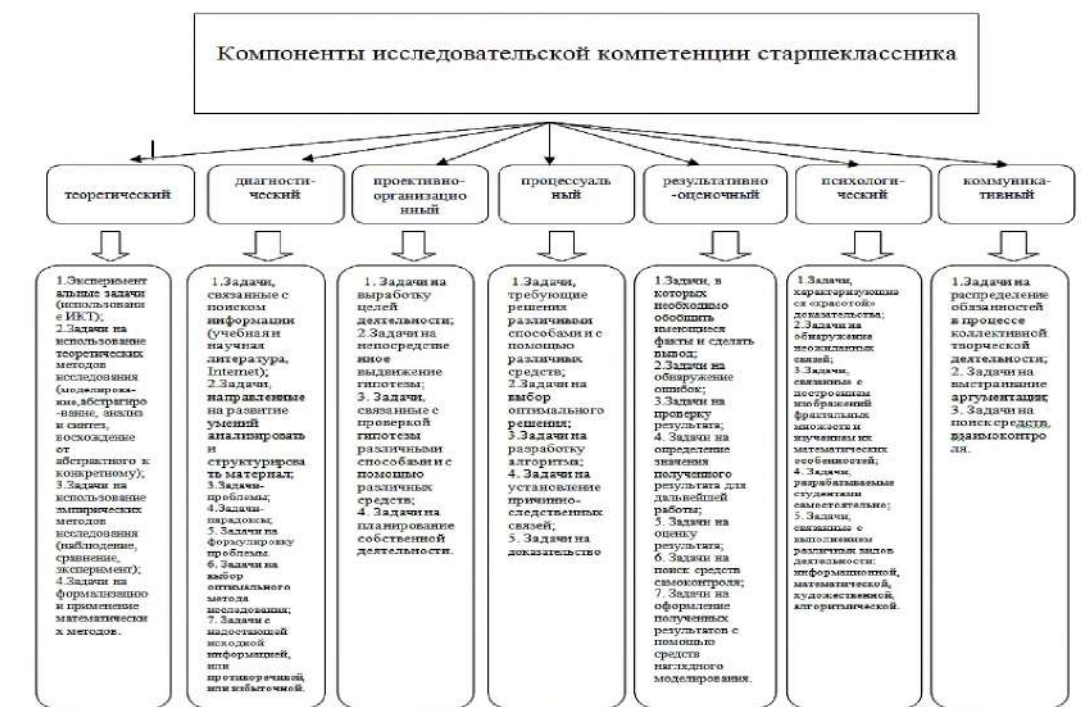 Компоненты исследовательской компетенции старшеклассника
теоретический
диагности-
ческий
проективно-
организацио
нный
процессуаль
ный
результативно
-оценочный
психологи-
ческий
коммуника-
тивный
1.Эксперимент
альные задачи
(использовани
е ИКТ);
2.Задачи на
использование
теоретических
методов
исследования
(моделирова-
ние,абстрагиро
-вание, анализ
и синтез,
восхождение
от
абстрактного к
конкретному);
3.Задачи на
использование
эмпирических
методов
исследования
(наблюдение,
сравнение,
эксперимент);
4.Задачи на
формализацию
и применение
математически
х методов.
1.Задачи,
связанные с
поиском
информации
(учебная и
научная
литература,
Internet);
2.Задачи,
направленные
на развитие
умений
анализировать
и
структурирова
ть материал;
3.Задачи-
проблемы;
4.Задачи-
парадоксы;
5. Задачи на
формулировку
проблемы.
6. Задачи на
выбор
оптимального
метода
исследования;
7. Задачи с
недостающей
исходной
информацией,
или
противоречивой,
или избыточной.
1. Задачи на
выработку
целей
деятельности;
2.Задачи на
непосредстве
нное
выдвижение
гипотезы;
3. Задачи,
связанные с
проверкой
гипотезы
различными
способами и с
помощью
различных
средств;
4. Задачи на
планирование
собственной
деятельности.
1.Задачи,
требующие
решения
различными
способами и с
помощью
различных
средств;
2.Задачи на
выбор
оптимального
решения;
3.Задачи на
разработку
алгоритма;
4. Задачи на
установление
причинно-
следственных
связей;
5. Задачи на
доказательство
1.Задачи, в
которых
необходимо
обобщить
имеющиеся
факты и сделать
вывод;
2.Задачи на
обнаружение
ошибок;
3.Задачи на
проверку
результата;
4. Задачи на
определение
значения
полученного
результата для
дальнейшей
работы;
5. Задачи на
оценку
результата;
6. Задачи на
поиск средств
самоконтроля;
7. Задачи на
оформление
полученных
результатов с
помощью
средств
наглядного
моделирования.
1.Задачи,
характеризующие
ся «красотой»
доказательства;
2.Задачи на
обнаружение
неожиданных
связей;
3.Задачи,
связанные с
построением
изображений
фрактальных
множеств и
изучением их
математических
особенностей;
4. Задачи,
разрабатываемые
студентами
самостоятельно;
5. Задачи,
связанные с
выполнением
различных видов
деятельности:
информационной,
математической,
художественной,
алгоритмической.
1.Задачи на
распределение
обязанностей
в процессе
коллективной
творческой
деятельности;
2. Задачи на
выстраивание
аргументации;
3. Задачи на
поиск средств
взаимоконтро
ля.